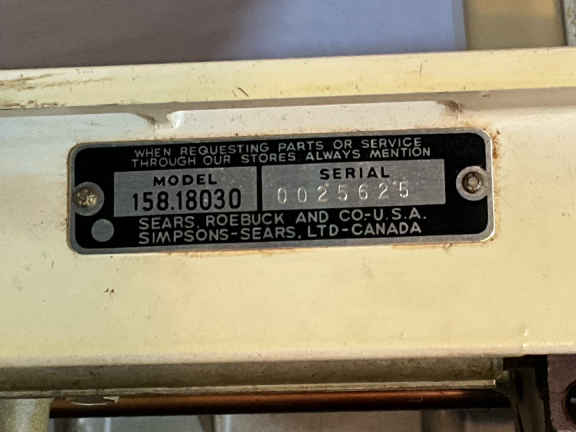 WHEN REQUESTING PARTS OR SERVICE
THROUGH OUR STORES ALWAYS MENTION
MODEL SERIAL
158.18030 0025625
SEARS, ROEBUCK AND CO-U.S.A.
SIMPSONS-SEARS, LTD-CANADA